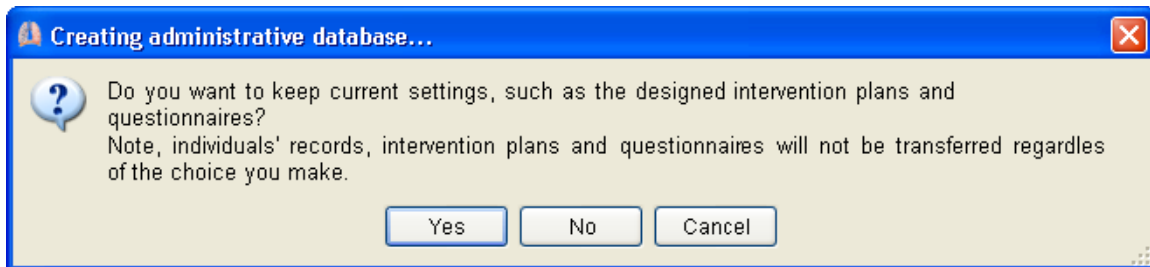 Creating administrative database...
Do you want to keep current settings, such as the designed intervention plans and
questionnaires?
Note, individuals' records, intervention plans and questionnaires will not be transferred regardles
of the choice you make.
Yes No Cancel